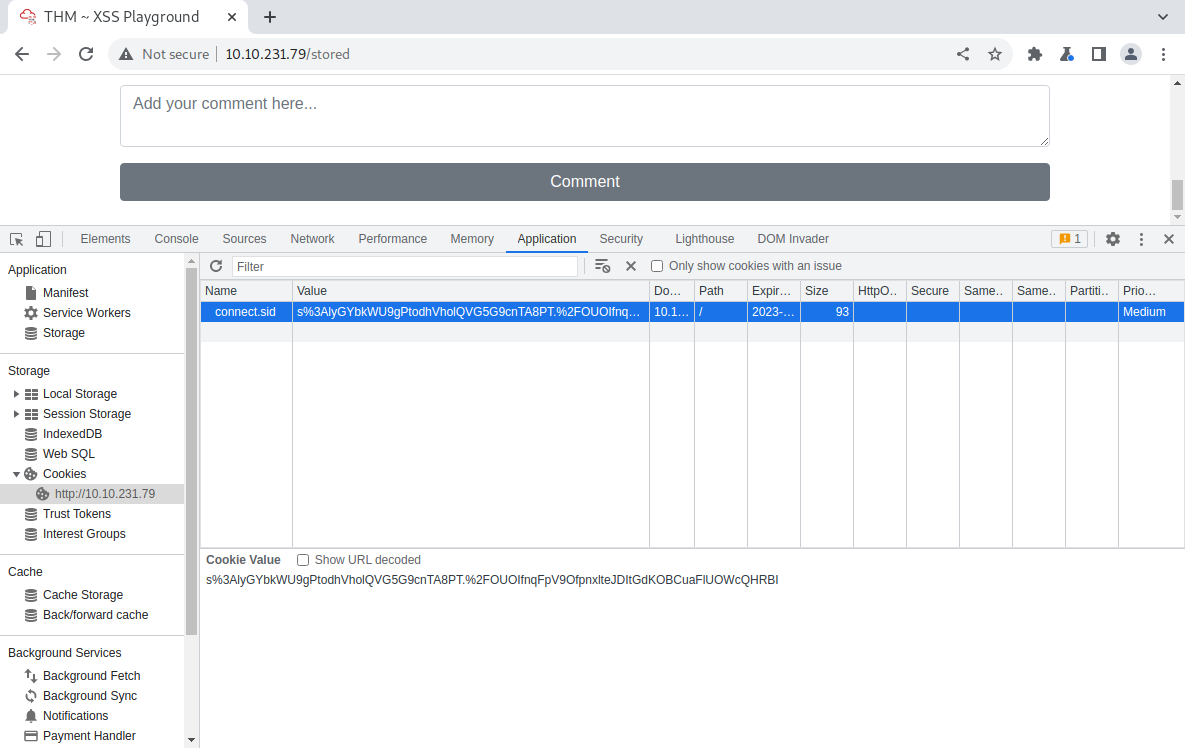 THM ~ XSS Playground
Not secure 10.10.231.79/stored
Add your comment here...
Comment
Elements Console Sources Network Performance Memory Application Security Lighthouse DOM Invader 1
Application
Manifest
Service Workers
Storage
Storage
Local Storage
Session Storage
IndexedDB
Web SQL
Cookies
http://10.10.231.79
Trust Tokens
Interest Groups
Cache
Cache Storage
Back/forward cache
Background Services
Background Fetch
Background Sync
Notifications
Payment Handler
Filter Only show cookies with an issue
Name Value Do... Path Expir... Size HttpO.. Secure Same.. Same.. Partiti.. Prio...
connect.sid s%3AlyGYbkWU9gPtodhVholQVG5G9cnTA8PT.%2FOUOIfnq... 10.1... / 2023-... 93 Medium
Cookie Value Show URL decoded
s%3AlyGYbkWU9gPtodhVholQVG5G9cnTA8PT.%2FOUOIfnqFpV9OfpnxlteJDItGdKOBCuaFlUOWcQHRBI